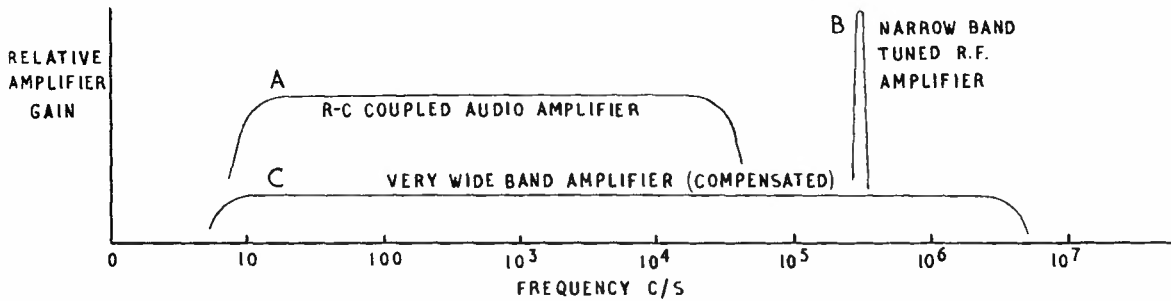 RELATIVE
AMPLIFIER
GAIN
A
R-C COUPLED AUDIO AMPLIFIER
B
NARROW BAND
TUNED R.F.
AMPLIFIER
C
VERY WIDE BAND AMPLIFIER (COMPENSATED)
0 10 100 10³ 10⁴ 10⁵ 10⁶ 10⁷
FREQUENCY C/S